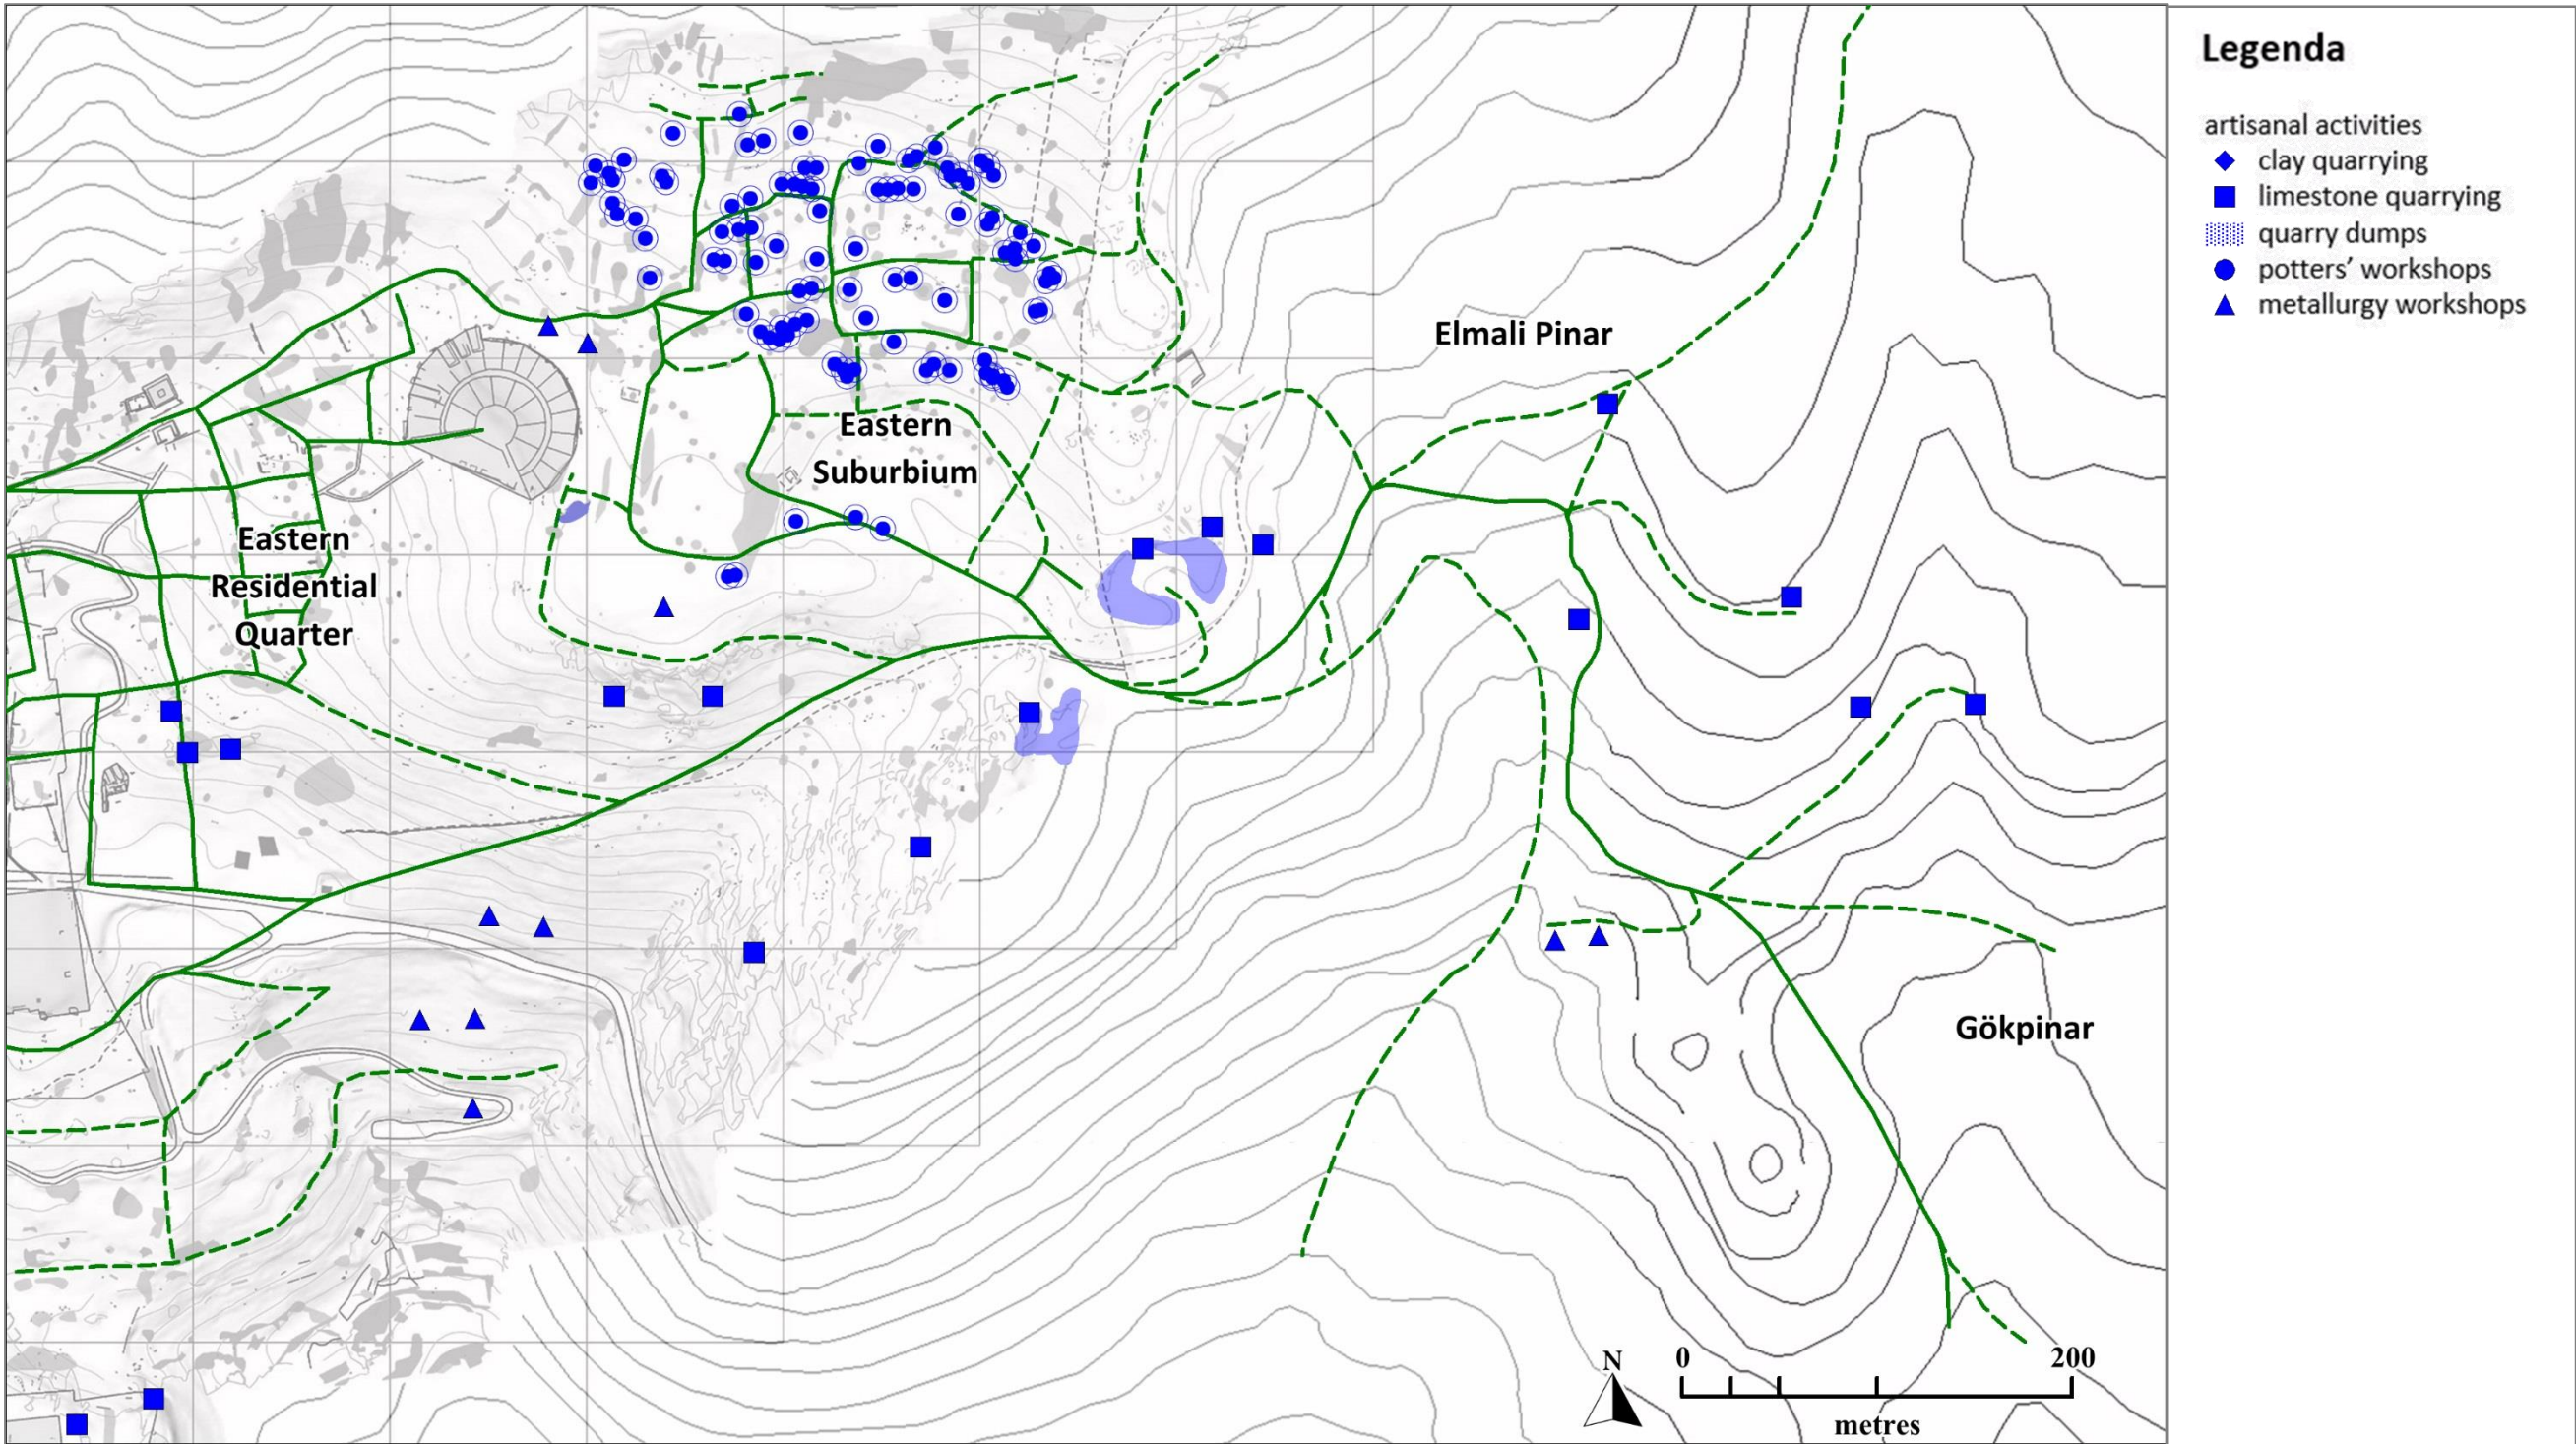 Legenda
artisanal activities
clay quarrying
limestone quarrying
quarry dumps
potters’ workshops
metallurgy workshops
Elmali Pinar
Eastern
Suburbium
Eastern
Residential
Quarter
Gökpinar
N
0
200
metres